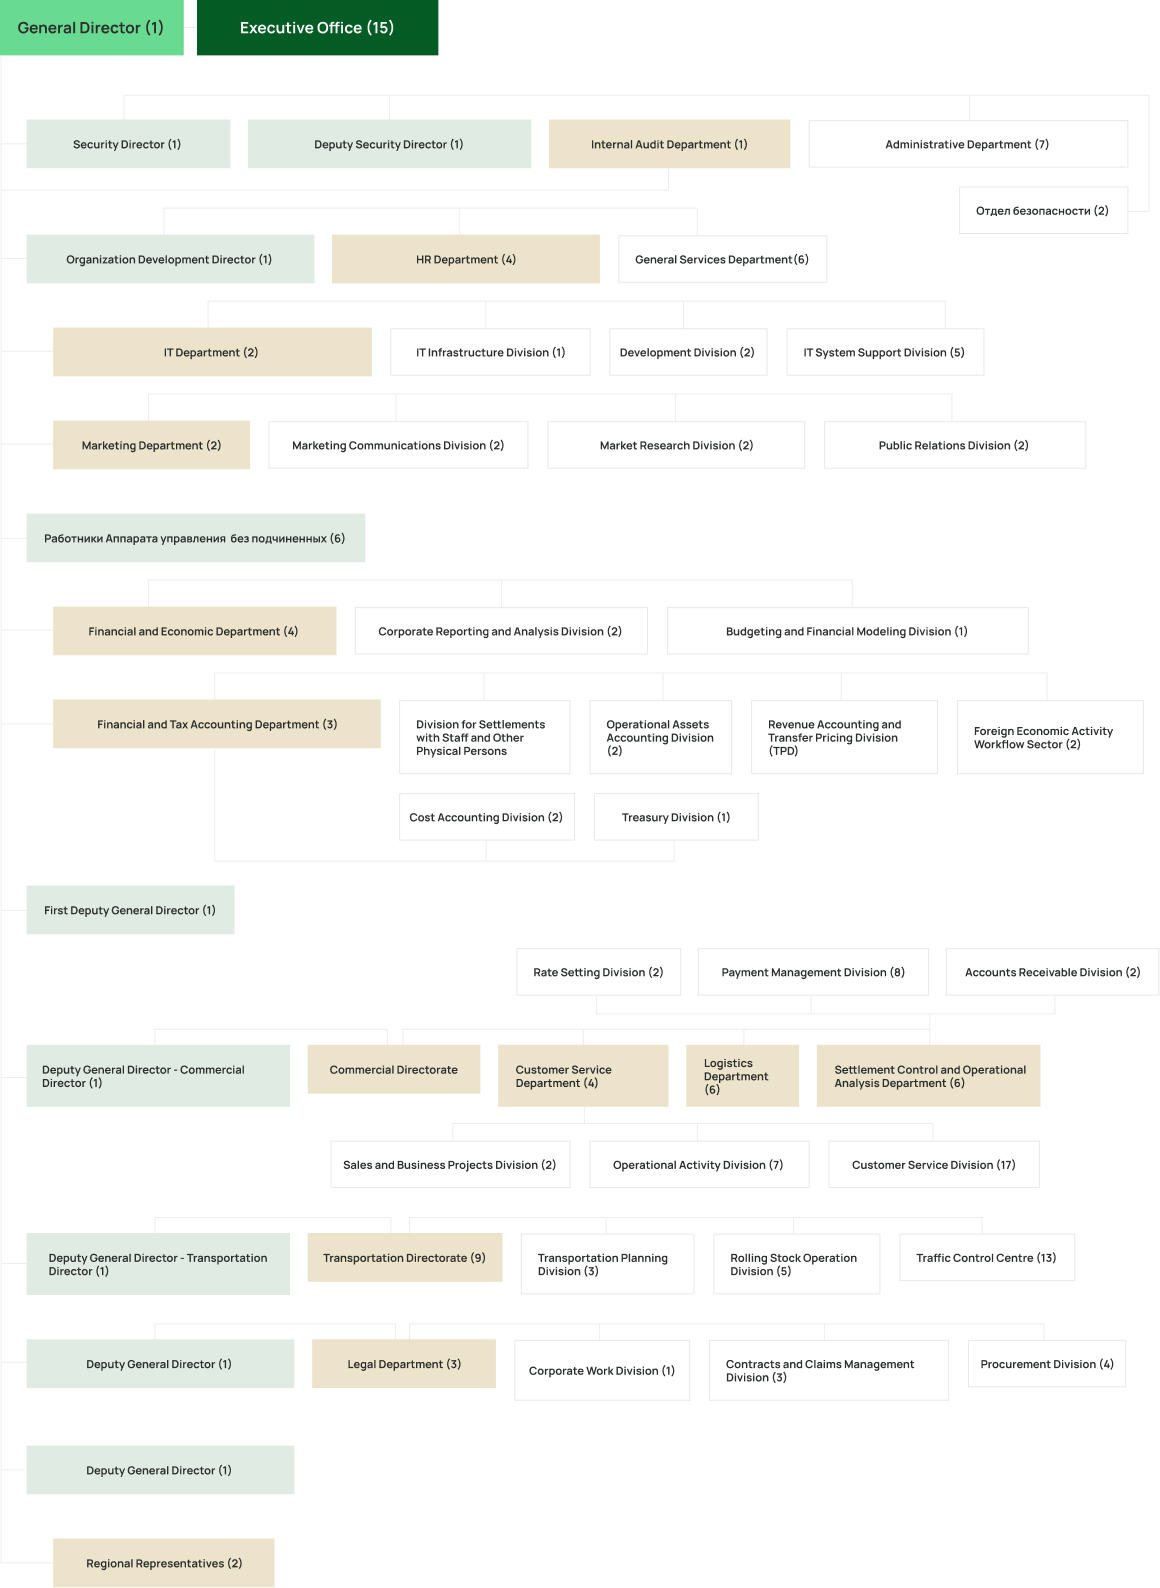 General Director (1)
Executive Office (15)
Security Director (1)
Deputy Security Director (1)
Internal Audit Department (1)
Administrative Department (7)
Отдел безопасности (2)
Organization Development Director (1)
HR Department (4)
General Services Department(6)
IT Department (2)
IT Infrastructure Division (1)
Development Division (2)
IT System Support Division (5)
Marketing Department (2)
Marketing Communications Division (2)
Market Research Division (2)
Public Relations Division (2)
Работники Аппарата управления без подчиненных (6)
Financial and Economic Department (4)
Corporate Reporting and Analysis Division (2)
Budgeting and Financial Modeling Division (1)
Financial and Tax Accounting Department (3)
Division for Settlements
with Staff and Other
Physical Persons
Operational Assets
Accounting Division
(2)
Revenue Accounting and
Transfer Pricing Division
(TPD)
Foreign Economic Activity
Workflow Sector (2)
Cost Accounting Division (2)
Treasury Division (1)
First Deputy General Director (1)
Rate Setting Division (2)
Payment Management Division (8)
Accounts Receivable Division (2)
Deputy General Director - Commercial
Director (1)
Commercial Directorate
Customer Service
Department (4)
Logistics
Department
(6)
Settlement Control and Operational
Analysis Department (6)
Sales and Business Projects Division (2)
Operational Activity Division (7)
Customer Service Division (17)
Deputy General Director - Transportation
Director (1)
Transportation Directorate (9)
Transportation Planning
Division (3)
Rolling Stock Operation
Division (5)
Traffic Control Centre (13)
Deputy General Director (1)
Legal Department (3)
Corporate Work Division (1)
Contracts and Claims Management
Division (3)
Procurement Division (4)
Deputy General Director (1)
Regional Representatives (2)